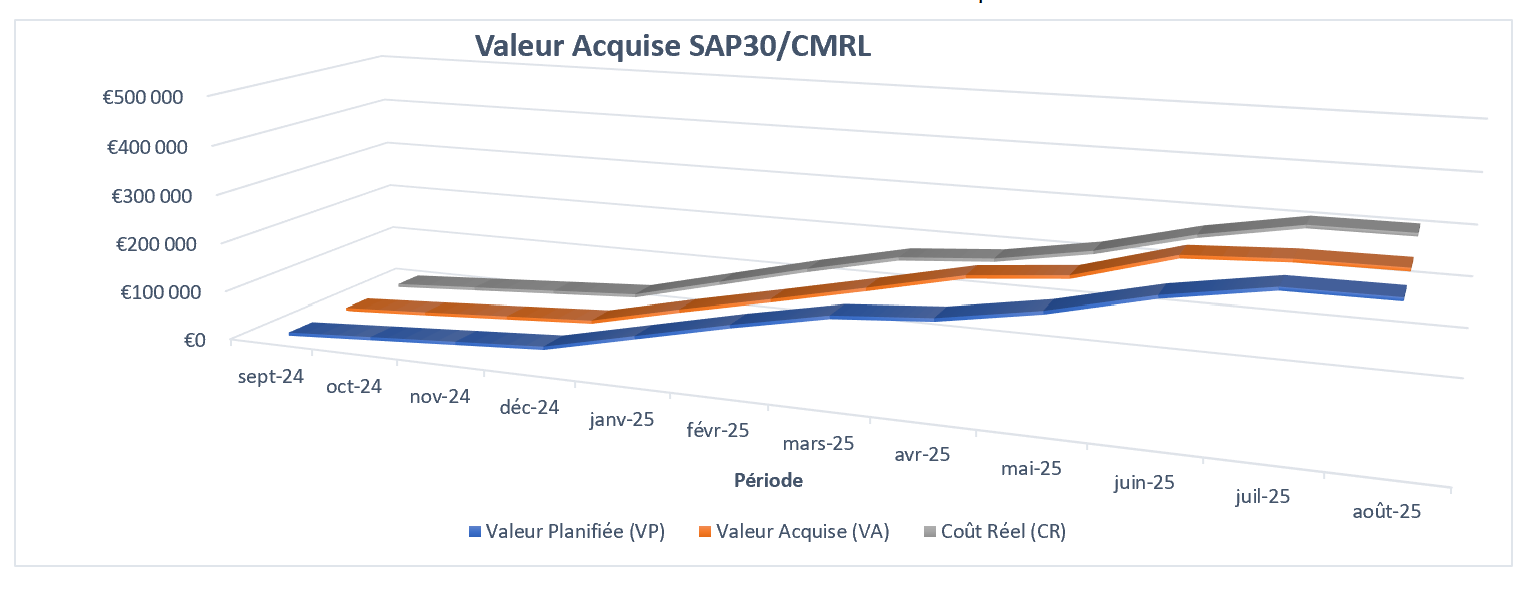 Valeur Acquise SAP30/CMRL
€500 000
€400 000
€300 000
€200 000
€100 000
€0
sept-24
oct-24
nov-24
déc-24
janv-25
févr-25
mars-25
avr-25
mai-25
juin-25
juil-25
août-25
Période
Valeur Planifiée (VP) Valeur Acquise (VA) Coût Réel (CR)